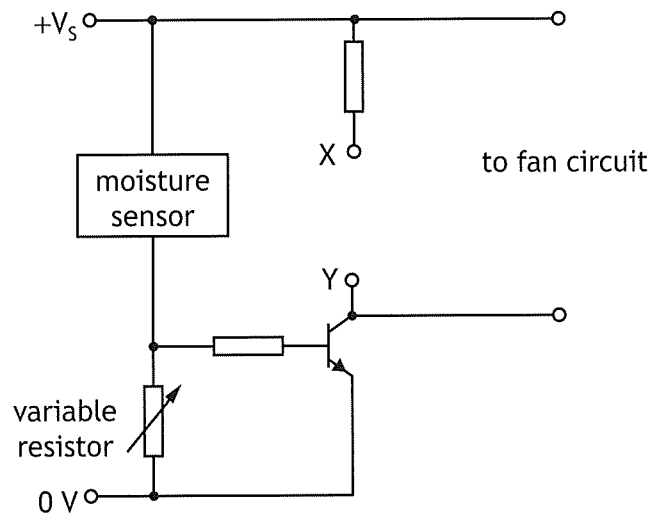 +Vs
X
to fan circuit
moisture
sensor
Y
variable
resistor
0 V